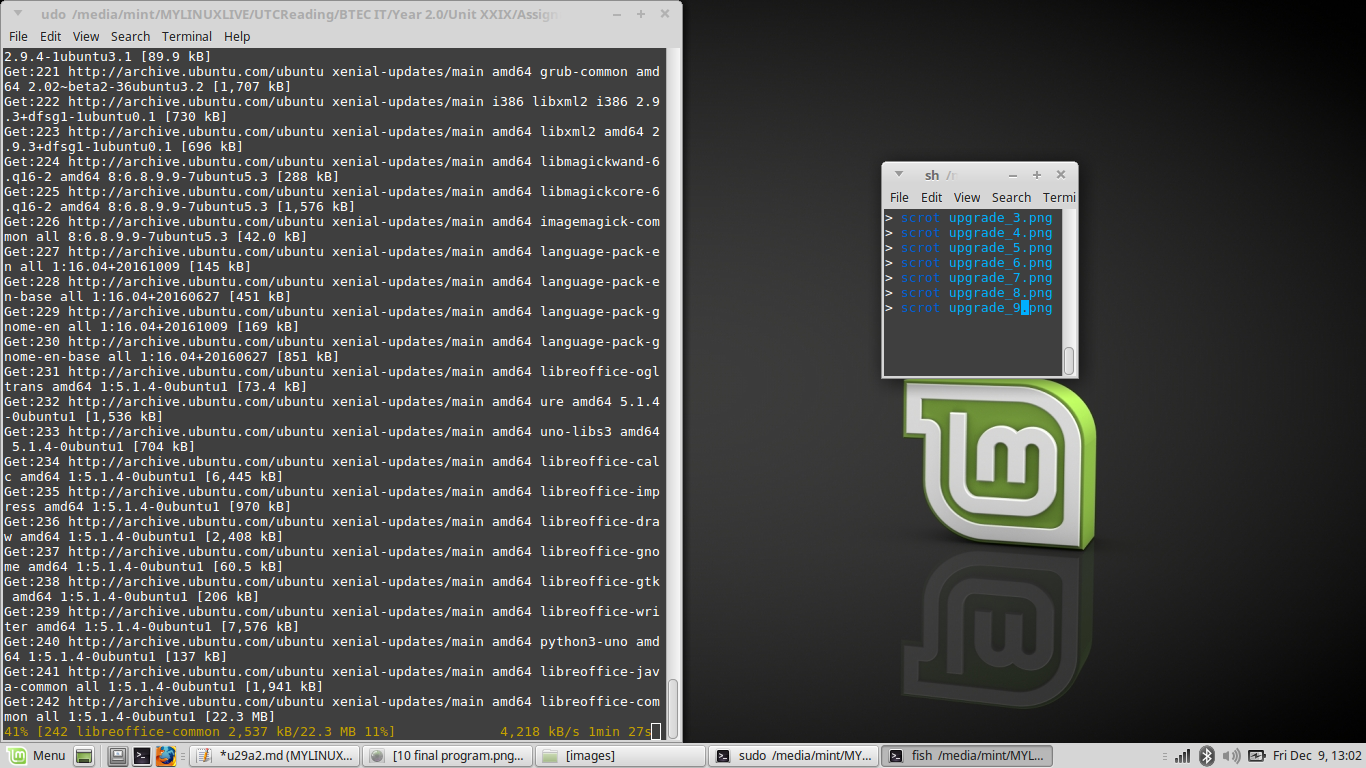 udo /media/mint/MYLINUXLIVE/UTCReading/BTEC IT/Year 2.0/Unit XXIX/Assign
File Edit View Search Terminal Help
2.9.4-1ubuntu3.1 [89.9 kB]
Get:221 http://archive.ubuntu.com/ubuntu xenial-updates/main amd64 grub-common amd
64 2.02~beta2-36ubuntu3.2 [1,707 kB]
Get:222 http://archive.ubuntu.com/ubuntu xenial-updates/main i386 libxml2 i386 2.9
.3+dfsg1-1ubuntu0.1 [730 kB]
Get:223 http://archive.ubuntu.com/ubuntu xenial-updates/main amd64 libxml2 amd64 2
.9.3+dfsg1-1ubuntu0.1 [696 kB]
Get:224 http://archive.ubuntu.com/ubuntu xenial-updates/main amd64 libmagickwand-6
.q16-2 amd64 8:6.8.9.9-7ubuntu5.3 [288 kB]
Get:225 http://archive.ubuntu.com/ubuntu xenial-updates/main amd64 libmagickcore-6
.q16-2 amd64 8:6.8.9.9-7ubuntu5.3 [1,576 kB]
Get:226 http://archive.ubuntu.com/ubuntu xenial-updates/main amd64 imagemagick-com
mon all 8:6.8.9.9-7ubuntu5.3 [42.0 kB]
Get:227 http://archive.ubuntu.com/ubuntu xenial-updates/main amd64 language-pack-e
n all 1:16.04+20161009 [145 kB]
Get:228 http://archive.ubuntu.com/ubuntu xenial-updates/main amd64 language-pack-e
n-base all 1:16.04+20160627 [451 kB]
Get:229 http://archive.ubuntu.com/ubuntu xenial-updates/main amd64 language-pack-g
nome-en all 1:16.04+20161009 [169 kB]
Get:230 http://archive.ubuntu.com/ubuntu xenial-updates/main amd64 language-pack-g
nome-en-base all 1:16.04+20160627 [851 kB]
Get:231 http://archive.ubuntu.com/ubuntu xenial-updates/main amd64 libreoffice-ogl
trans amd64 1:5.1.4-0ubuntu1 [73.4 kB]
Get:232 http://archive.ubuntu.com/ubuntu xenial-updates/main amd64 ure amd64 5.1.4
-0ubuntu1 [1,536 kB]
Get:233 http://archive.ubuntu.com/ubuntu xenial-updates/main amd64 uno-libs3 amd64
5.1.4-0ubuntu1 [704 kB]
Get:234 http://archive.ubuntu.com/ubuntu xenial-updates/main amd64 libreoffice-cal
c amd64 1:5.1.4-0ubuntu1 [6,445 kB]
Get:235 http://archive.ubuntu.com/ubuntu xenial-updates/main amd64 libreoffice-imp
ress amd64 1:5.1.4-0ubuntu1 [970 kB]
Get:236 http://archive.ubuntu.com/ubuntu xenial-updates/main amd64 libreoffice-dra
w amd64 1:5.1.4-0ubuntu1 [2,408 kB]
Get:237 http://archive.ubuntu.com/ubuntu xenial-updates/main amd64 libreoffice-gno
me amd64 1:5.1.4-0ubuntu1 [60.5 kB]
Get:238 http://archive.ubuntu.com/ubuntu xenial-updates/main amd64 libreoffice-gtk
amd64 1:5.1.4-0ubuntu1 [206 kB]
Get:239 http://archive.ubuntu.com/ubuntu xenial-updates/main amd64 libreoffice-wri
ter amd64 1:5.1.4-0ubuntu1 [7,576 kB]
Get:240 http://archive.ubuntu.com/ubuntu xenial-updates/main amd64 python3-uno amd
64 1:5.1.4-0ubuntu1 [137 kB]
Get:241 http://archive.ubuntu.com/ubuntu xenial-updates/main amd64 libreoffice-jav
a-common all 1:5.1.4-0ubuntu1 [1,941 kB]
Get:242 http://archive.ubuntu.com/ubuntu xenial-updates/main amd64 libreoffice-com
mon all 1:5.1.4-0ubuntu1 [22.3 MB]
41% [242 libreoffice-common 2,537 kB/22.3 MB 11%] 4,218 kB/s 1min 27s
sh /r
File Edit View Search Termi
> scrot upgrade_3.png
> scrot upgrade_4.png
> scrot upgrade_5.png
> scrot upgrade_6.png
> scrot upgrade_7.png
> scrot upgrade_8.png
> scrot upgrade_9.png
Menu *u29a2.md (MYLINUX... [10 final program.png... [images] sudo /media/mint/MY... fish /media/mint/MYL... Fri Dec 9, 13:02